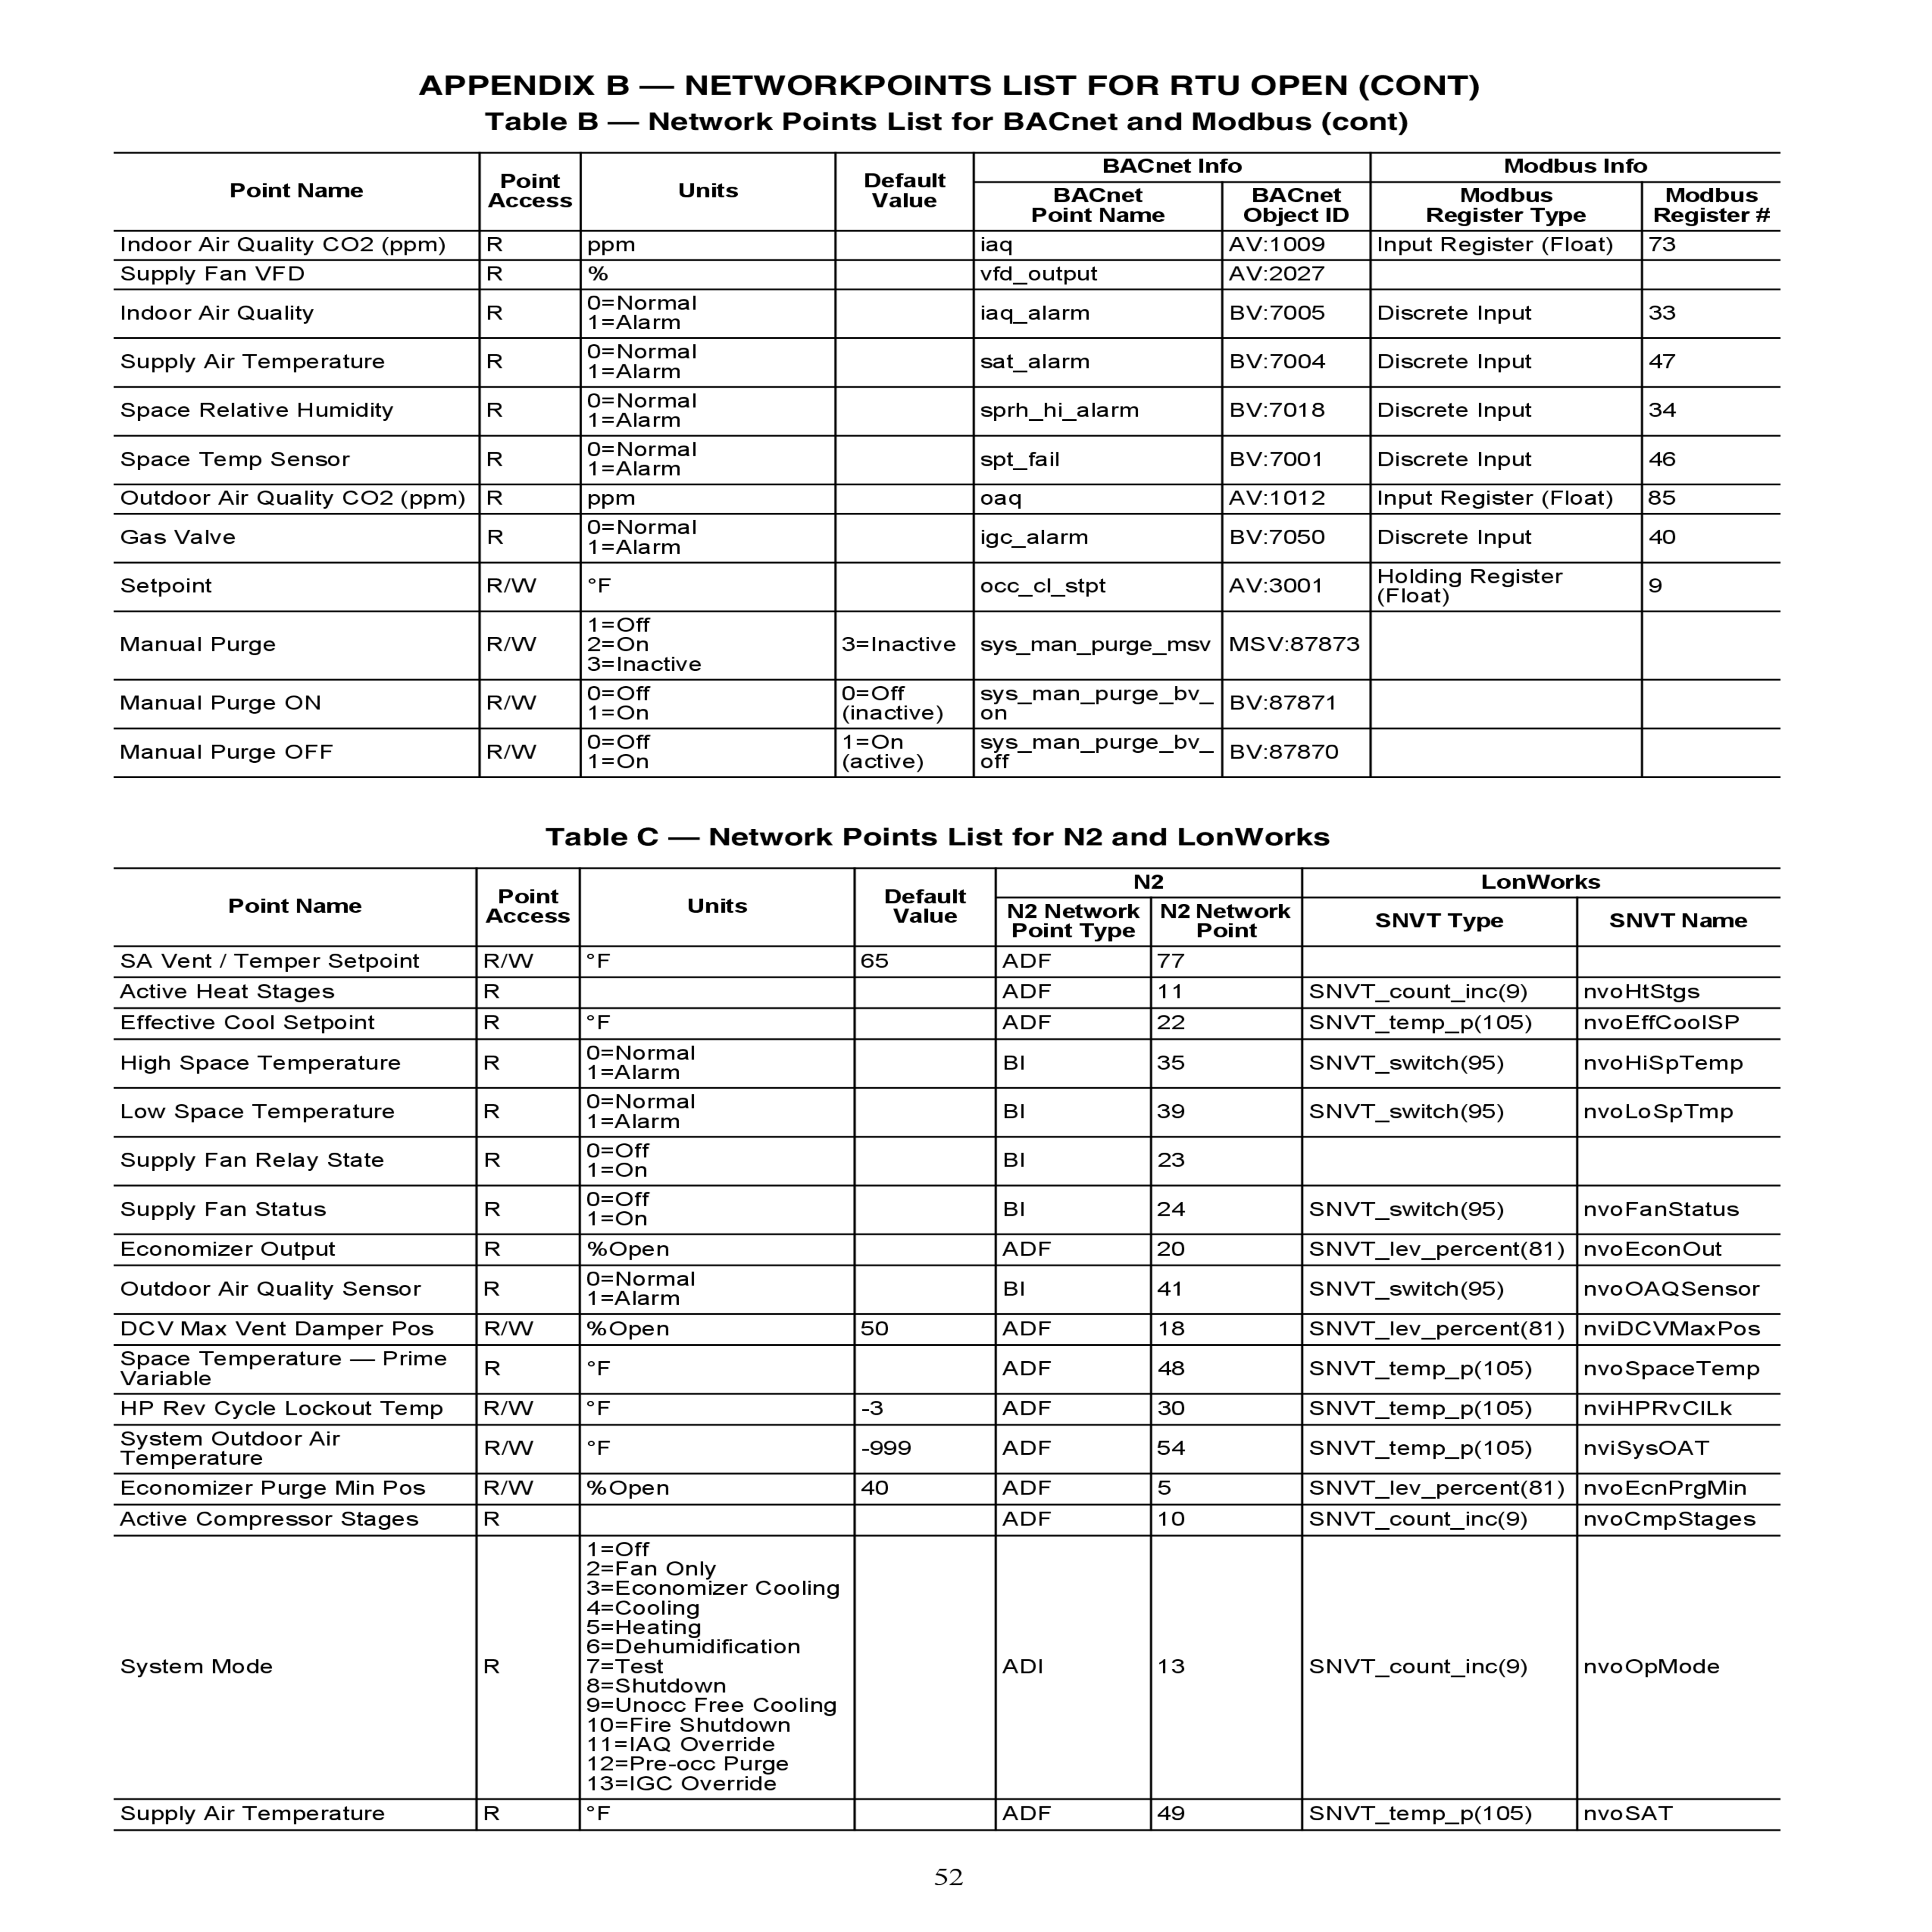 APPENDIX B — NETWORKPOINTS LIST FOR RTU OPEN (CONT)
Table B — Network Points List for BACnet and Modbus (cont)
Point Name Point Access Units Default Value BACnet Info Modbus Info
BACnet Point Name BACnet Object ID Modbus Register Type Modbus Register #
Indoor Air Quality CO2 (ppm) R ppm iaq AV:1009 Input Register (Float) 73
Supply Fan VFD R % vfd_output AV:2027
Indoor Air Quality R 0=Normal 1=Alarm iaq_alarm BV:7005 Discrete Input 33
Supply Air Temperature R 0=Normal 1=Alarm sat_alarm BV:7004 Discrete Input 47
Space Relative Humidity R 0=Normal 1=Alarm sprh_hi_alarm BV:7018 Discrete Input 34
Space Temp Sensor R 0=Normal 1=Alarm spt_fail BV:7001 Discrete Input 46
Outdoor Air Quality CO2 (ppm) R ppm oaq AV:1012 Input Register (Float) 85
Gas Valve R 0=Normal 1=Alarm igc_alarm BV:7050 Discrete Input 40
Setpoint R/W °F occ_cl_stpt AV:3001 Holding Register (Float) 9
Manual Purge R/W 1=Off 2=On 3=Inactive 3=Inactive sys_man_purge_msv MSV:87873
Manual Purge ON R/W 0=Off 1=On 0=Off (inactive) sys_man_purge_bv_on BV:87871
Manual Purge OFF R/W 0=Off 1=On 1=On (active) sys_man_purge_bv_off BV:87870
Table C — Network Points List for N2 and LonWorks
Point Name Point Access Units Default Value N2 LonWorks
N2 Network Point Type N2 Network Point SNVT Type SNVT Name
SA Vent / Temper Setpoint R/W °F 65 ADF 77
Active Heat Stages R ADF 11 SNVT_count_inc(9) nvoHtStgs
Effective Cool Setpoint R °F ADF 22 SNVT_temp_p(105) nvoEffCoolSP
High Space Temperature R 0=Normal 1=Alarm BI 35 SNVT_switch(95) nvoHiSpTemp
Low Space Temperature R 0=Normal 1=Alarm BI 39 SNVT_switch(95) nvoLoSpTmp
Supply Fan Relay State R 0=Off 1=On BI 23
Supply Fan Status R 0=Off 1=On BI 24 SNVT_switch(95) nvoFanStatus
Economizer Output R %Open ADF 20 SNVT_lev_percent(81) nvoEconOut
Outdoor Air Quality Sensor R 0=Normal 1=Alarm BI 41 SNVT_switch(95) nvoOAQSensor
DCV Max Vent Damper Pos R/W %Open 50 ADF 18 SNVT_lev_percent(81) nviDCVMaxPos
Space Temperature — Prime Variable R °F ADF 48 SNVT_temp_p(105) nvoSpaceTemp
HP Rev Cycle Lockout Temp R/W °F -3 ADF 30 SNVT_temp_p(105) nviHPRvClLk
System Outdoor Air Temperature R/W °F -999 ADF 54 SNVT_temp_p(105) nviSysOAT
Economizer Purge Min Pos R/W %Open 40 ADF 5 SNVT_lev_percent(81) nvoEcnPrgMin
Active Compressor Stages R ADF 10 SNVT_count_inc(9) nvoCmpStages
System Mode R 1=Off
2=Fan Only
3=Economizer Cooling
4=Cooling
5=Heating
6=Dehumidification
7=Test
8=Shutdown
9=Unocc Free Cooling
10=Fire Shutdown
11=IAQ Override
12=Pre-occ Purge
13=IGC Override
ADI 13 SNVT_count_inc(9) nvoOpMode
Supply Air Temperature R °F ADF 49 SNVT_temp_p(105) nvoSAT
52